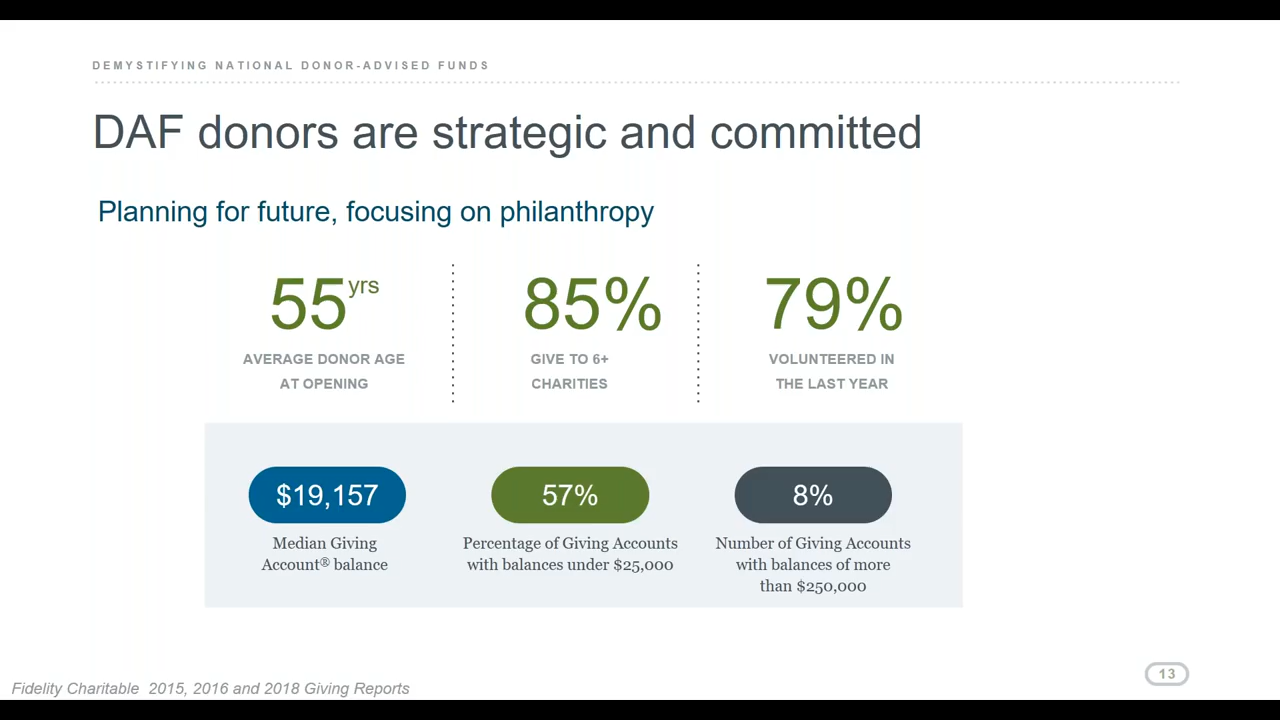 DEMYSTIFYING NATIONAL DONOR-ADVISED FUNDS
DAF donors are strategic and committed
Planning for future, focusing on philanthropy
55 yrs
AVERAGE DONOR AGE
AT OPENING
85%
GIVE TO 6+
CHARITIES
79%
VOLUNTEERED IN
THE LAST YEAR
$19,157
Median Giving
Account® balance
57%
Percentage of Giving Accounts
with balances under $25,000
8%
Number of Giving Accounts
with balances of more
than $250,000
13
Fidelity Charitable 2015, 2016 and 2018 Giving Reports